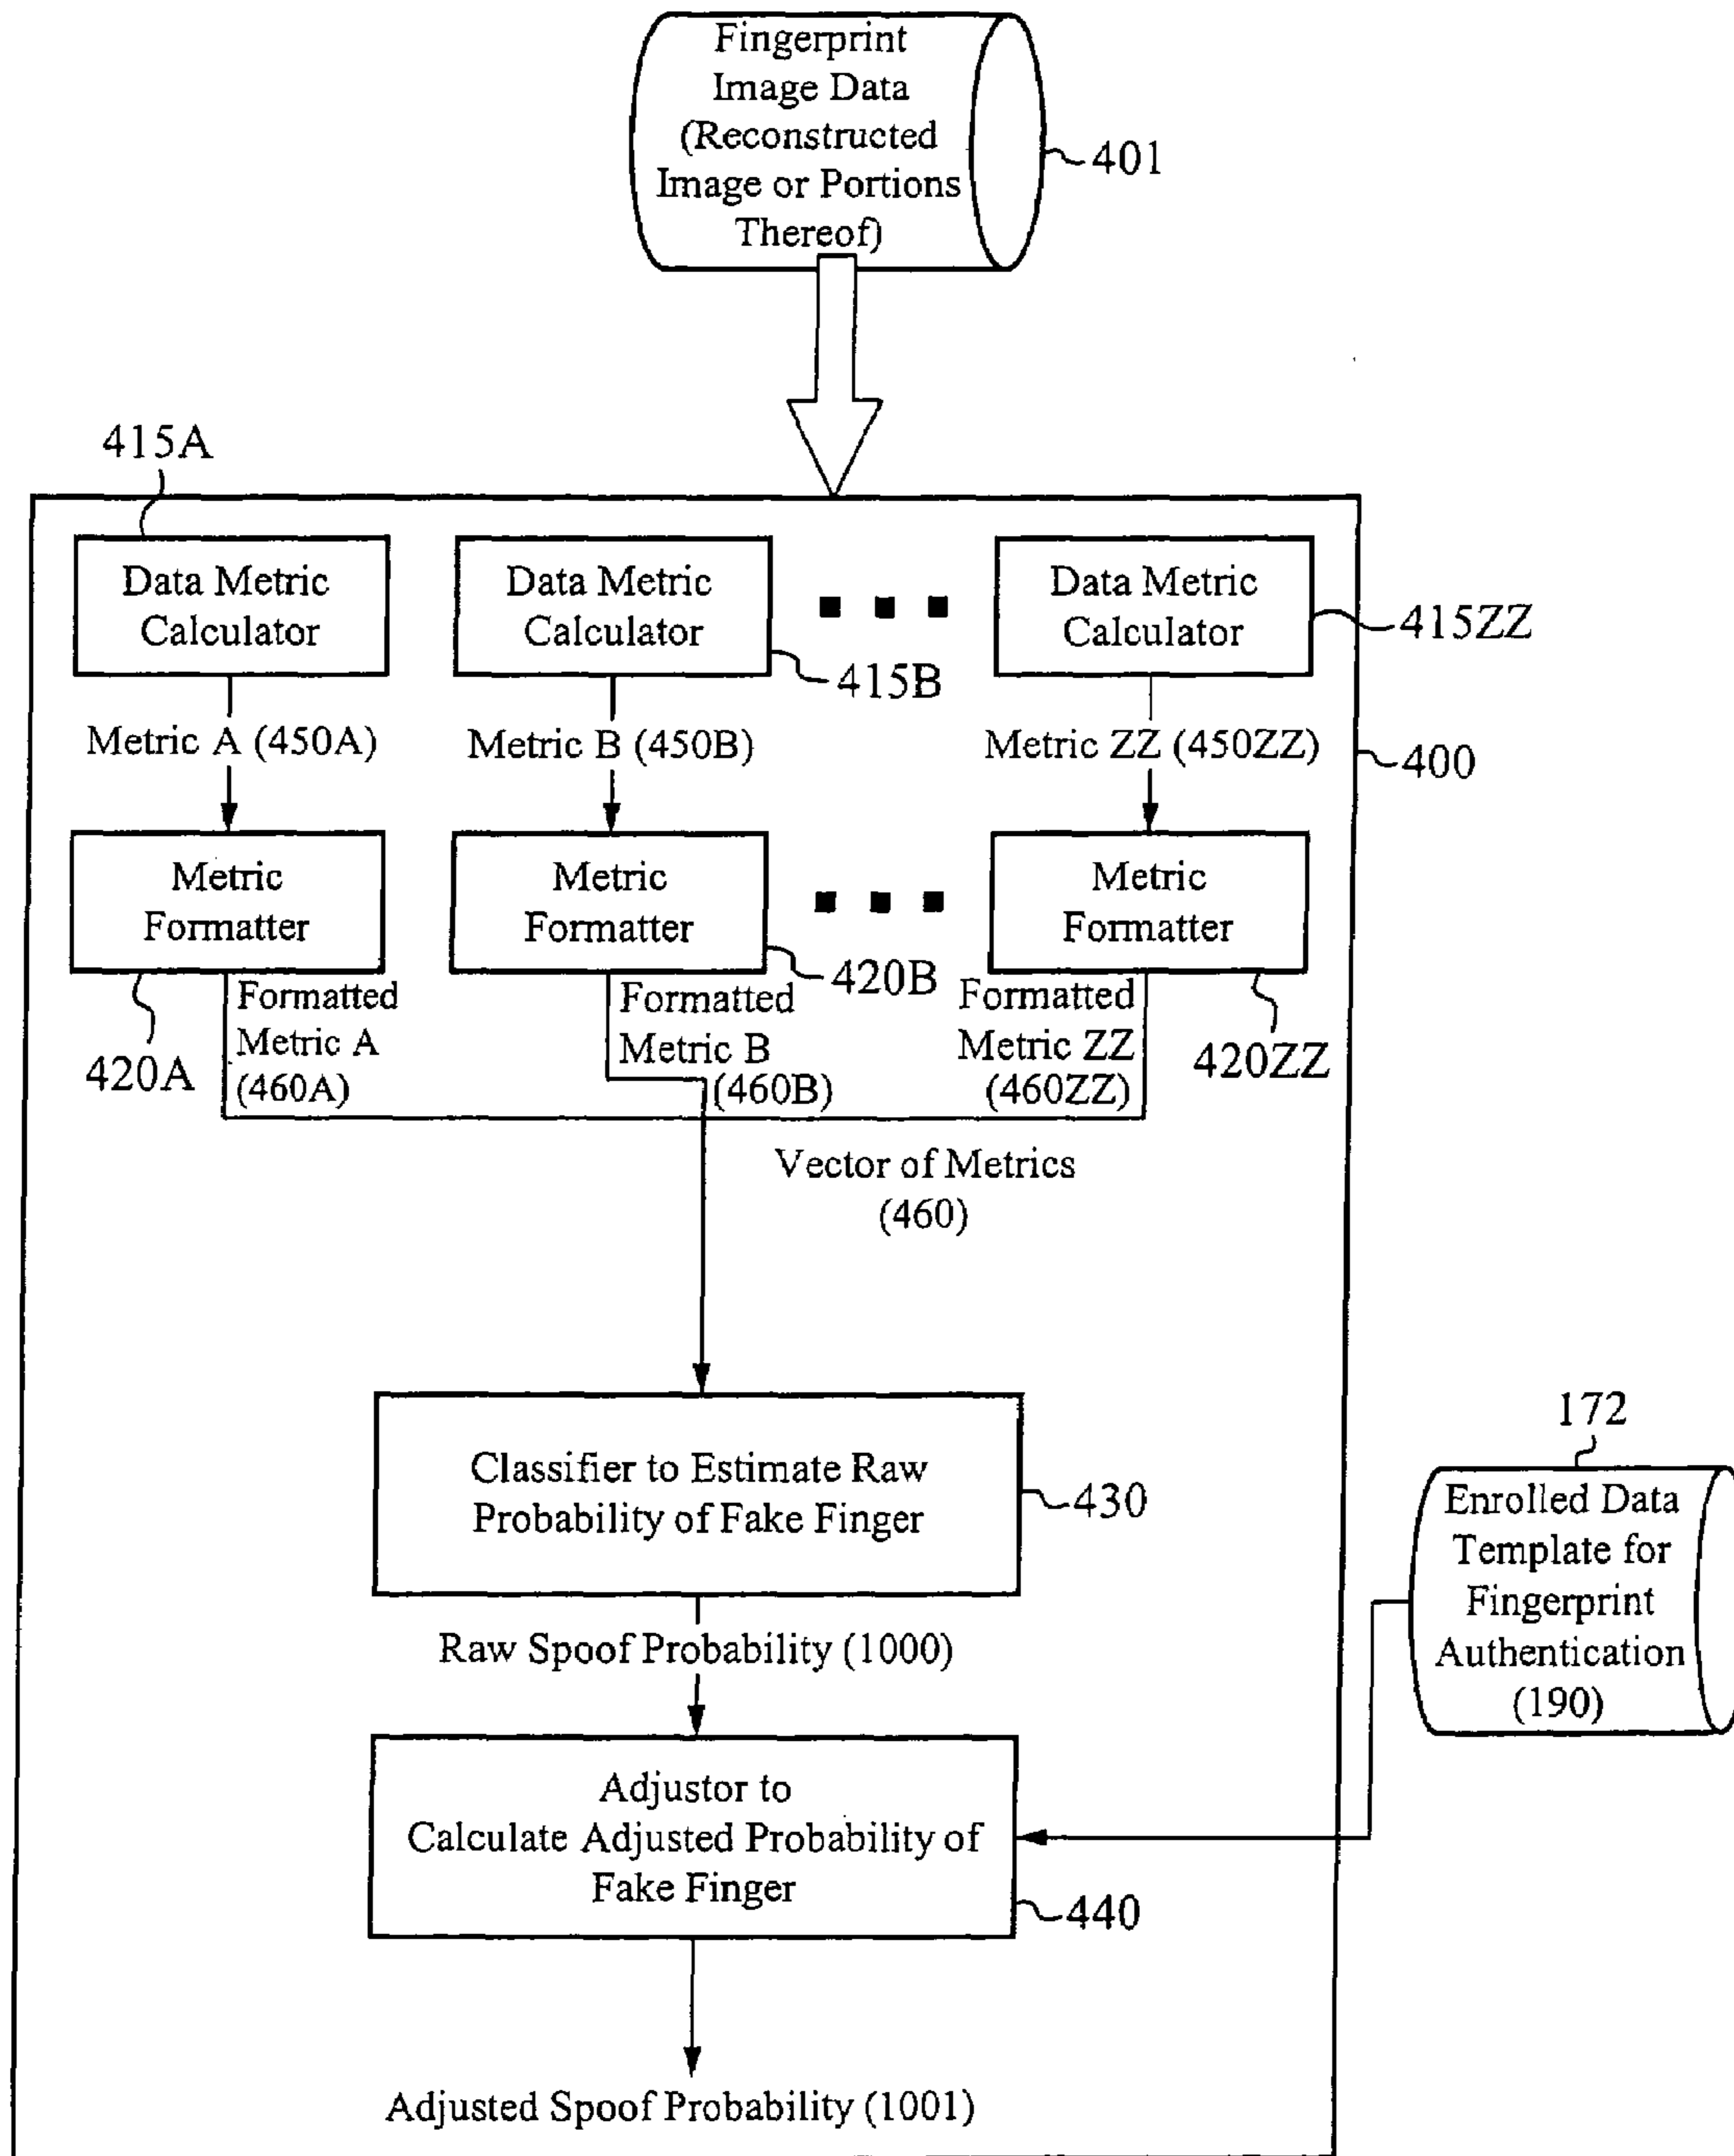 Fingerprint
Image Data
(Reconstructed
Image or Portions
Thereof)
401
415A
Data Metric
Calculator
Data Metric
Calculator
Data Metric
Calculator
415ZZ
415B
Metric A (450A)
Metric B (450B)
Metric ZZ (450ZZ)
400
Metric
Formatter
Metric
Formatter
Metric
Formatter
420A
Formatted
Metric A
(460A)
420B
Formatted
Metric B
(460B)
Formatted
Metric ZZ
(460ZZ)
420ZZ
Vector of Metrics
(460)
Classifier to Estimate Raw
Probability of Fake Finger
430
172
Enrolled Data
Template for
Fingerprint
Authentication
(190)
Raw Spoof Probability (1000)
Adjustor to
Calculate Adjusted Probability of
Fake Finger
440
Adjusted Spoof Probability (1001)